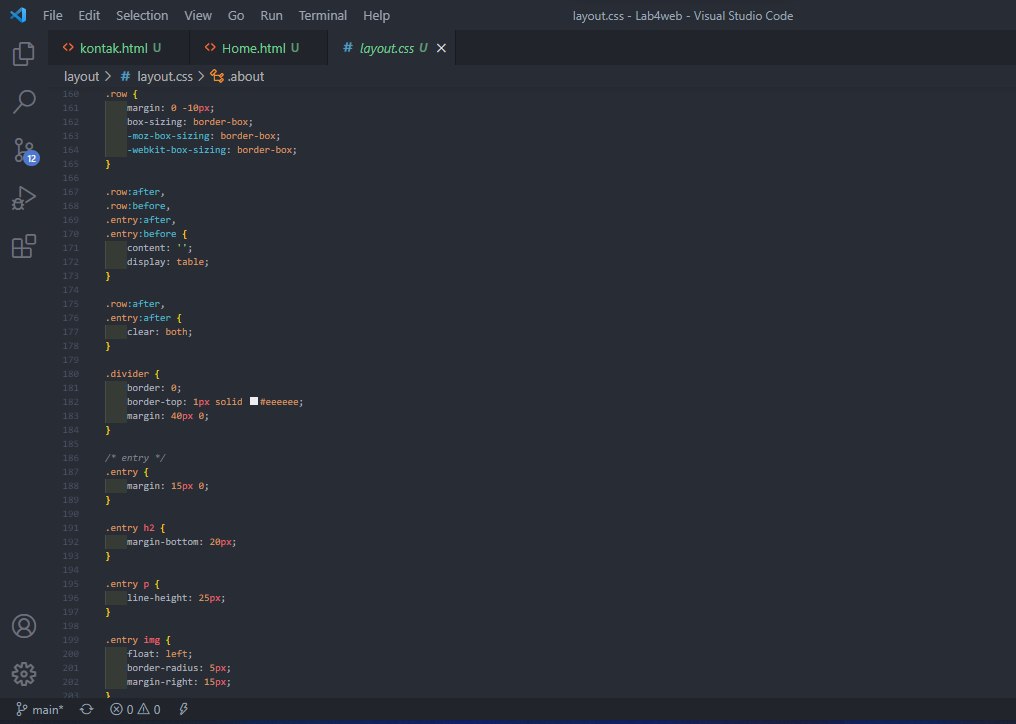 File Edit Selection View Go Run Terminal Help layout.css - Lab4web - Visual Studio Code
kontak.html U Home.html U # layout.css U
layout > # layout.css > .about
160 .row {
161 margin: 0 -10px;
162 box-sizing: border-box;
163 -moz-box-sizing: border-box;
164 -webkit-box-sizing: border-box;
165 }
166
167 .row:after,
168 .row:before,
169 .entry:after,
170 .entry:before {
171 content: '';
172 display: table;
173 }
174
175 .row:after,
176 .entry:after {
177 clear: both;
178 }
179
180 .divider {
181 border: 0;
182 border-top: 1px solid #eeeeee;
183 margin: 40px 0;
184 }
185
186 /* entry */
187 .entry {
188 margin: 15px 0;
189 }
190
191 .entry h2 {
192 margin-bottom: 20px;
193 }
194
195 .entry p {
196 line-height: 25px;
197 }
198
199 .entry img {
200 float: left;
201 border-radius: 5px;
202 margin-right: 15px;
203 }
12
main* 0 0